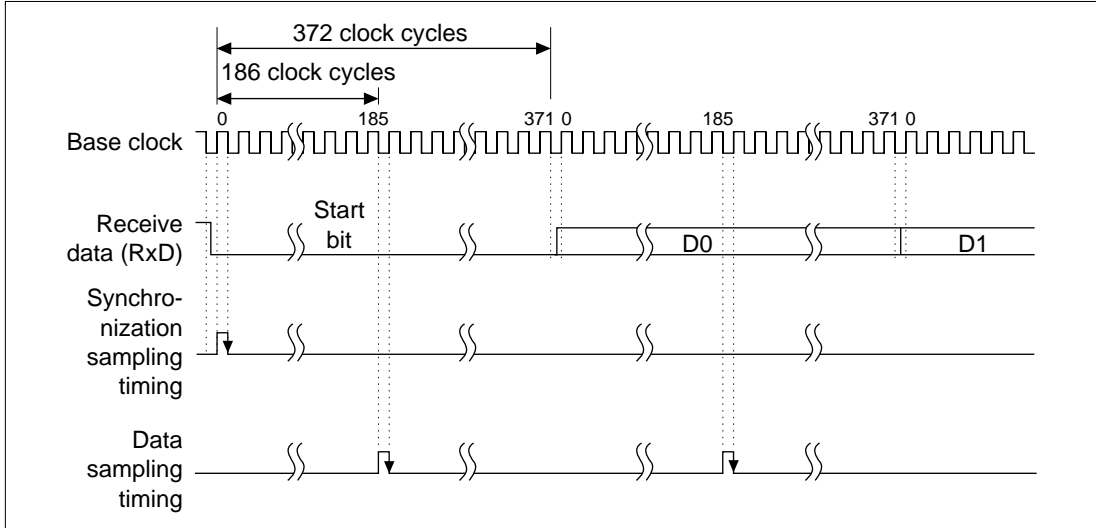 372 clock cycles
186 clock cycles
0 185 371 0 185 371 0
Base clock
Receive
data (RxD)
Start
bit
D0
D1
Synchro-
nization
sampling
timing
Data
sampling
timing